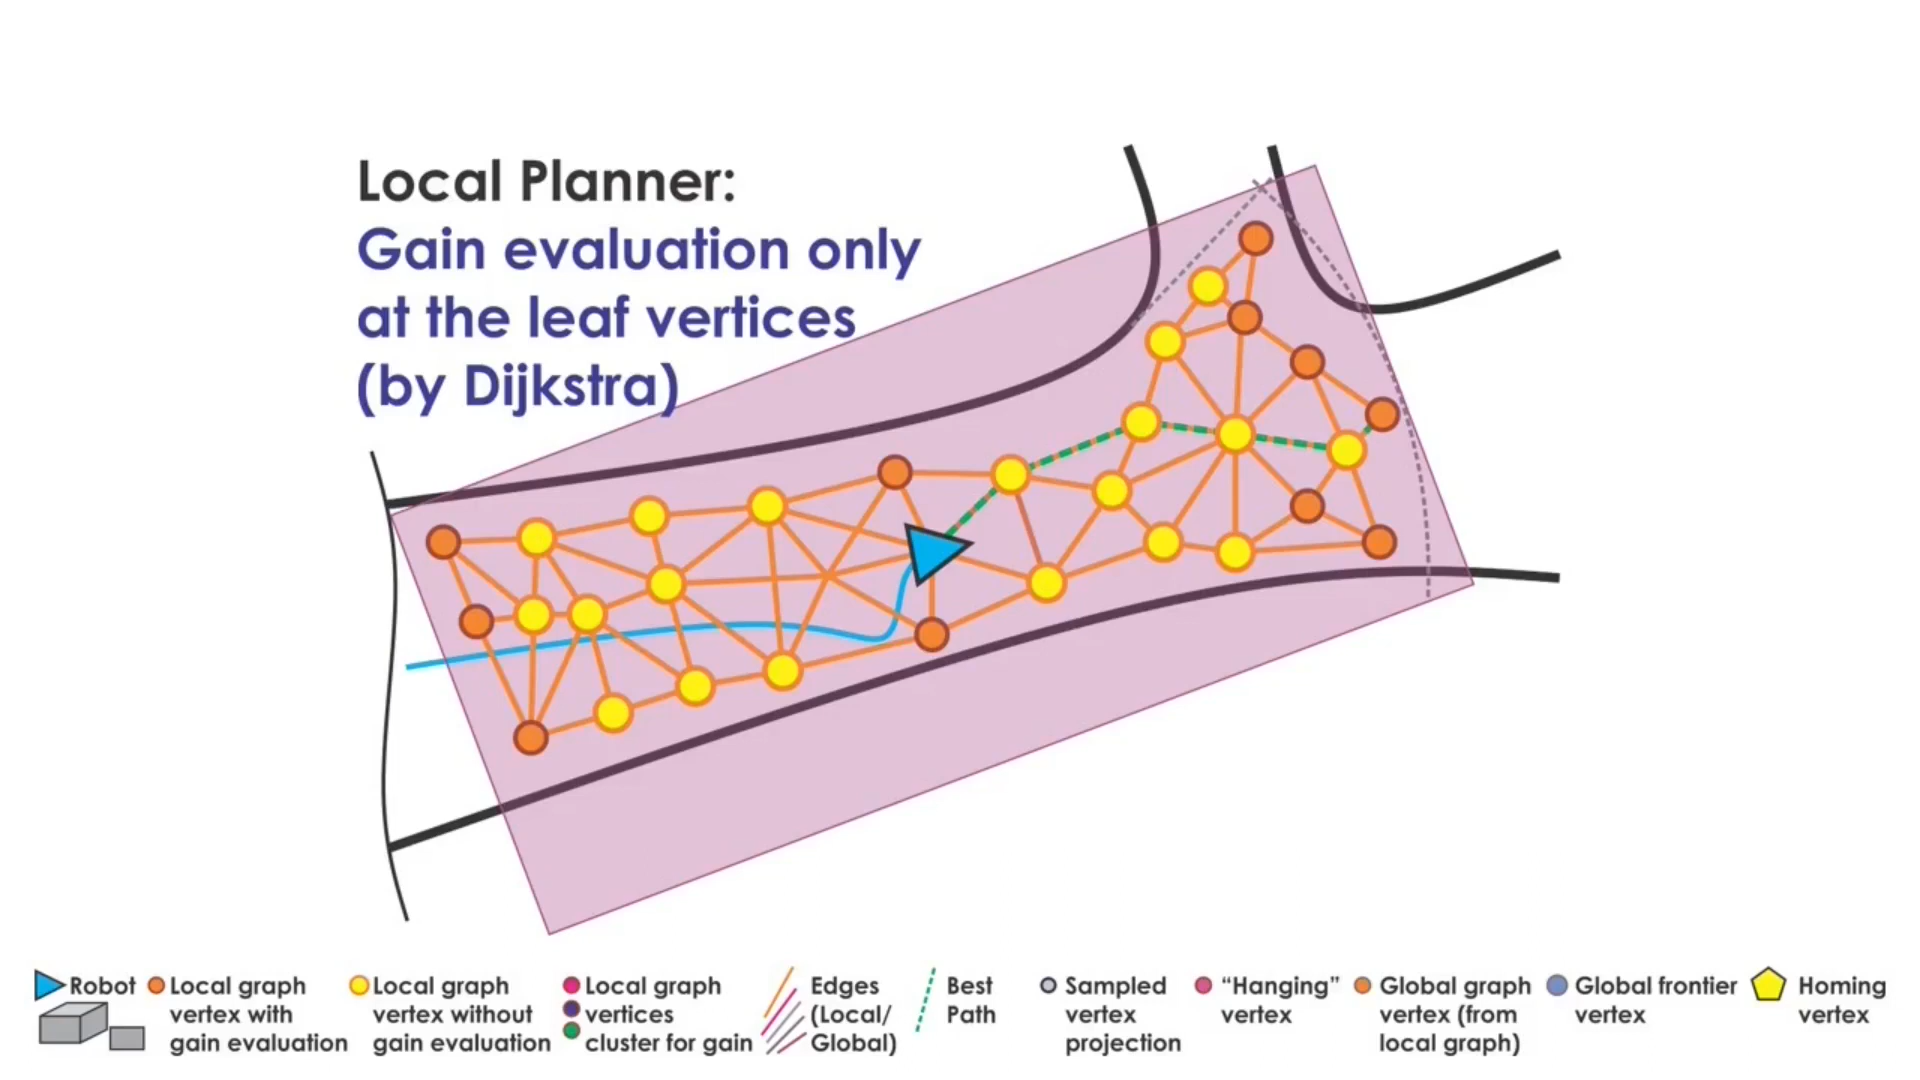 Local Planner:
Gain evaluation only
at the leaf vertices
(by Dijkstra)
Robot
Local graph
vertex with
gain evaluation
Local graph
vertex without
gain evaluation
Local graph
vertices
cluster for gain
Edges
(Local/
Global)
Best
Path
Sampled
vertex
projection
“Hanging”
vertex
Global graph
vertex (from
local graph)
Global frontier
vertex
Homing
vertex